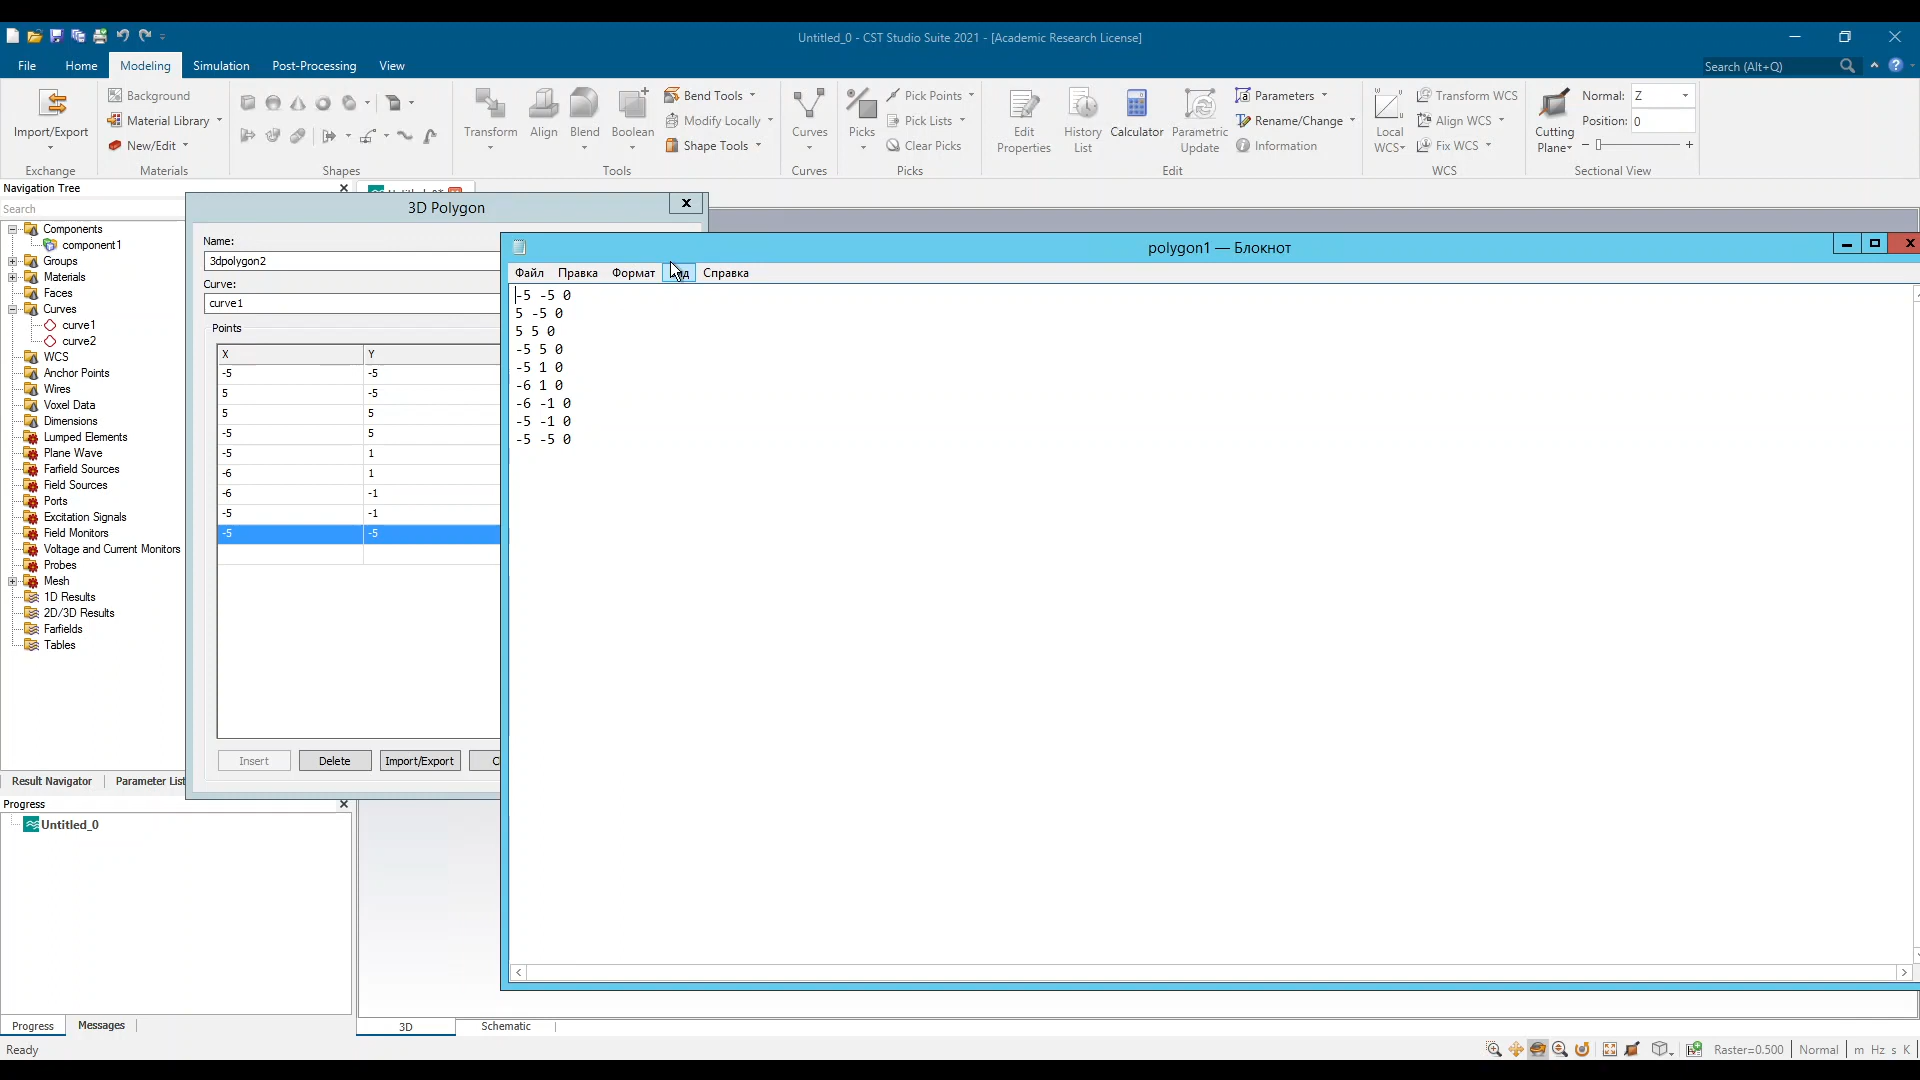 Untitled_0 - CST Studio Suite 2021 - [Academic Research License]
File Home Modeling Simulation Post-Processing View
Search (Alt+Q)
Import/Export
Exchange
Background
Material Library
New/Edit
Materials
Shapes
Transform
Align
Blend
Boolean
Bend Tools
Modify Locally
Shape Tools
Tools
Curves
Curves
Picks
Pick Points
Pick Lists
Clear Picks
Picks
Edit
Properties
History
List
Calculator
Parametric
Update
Parameters
Rename/Change
Information
Edit
Local
WCS
Transform WCS
Align WCS
Fix WCS
WCS
Cutting
Plane
Normal: Z
Position: 0
Sectional View
Navigation Tree
Search
Components
component1
Groups
Materials
Faces
Curves
curve1
curve2
WCS
Anchor Points
Wires
Voxel Data
Dimensions
Lumped Elements
Plane Wave
Farfield Sources
Field Sources
Ports
Excitation Signals
Field Monitors
Voltage and Current Monitors
Probes
Mesh
1D Results
2D/3D Results
Farfields
Tables
Result Navigator Parameter List
Progress
Untitled_0
Progress Messages
Ready
3D Polygon
Name:
3dpolygon2
Curve:
curve1
Points
X Y
-5 -5
5 -5
5 5
-5 5
-5 1
-6 1
-6 -1
-5 -1
-5 -5
Insert Delete Import/Export
polygon1 — Блокнот
Файл Правка Формат Справка
-5 -5 0
5 -5 0
5 5 0
-5 5 0
-5 1 0
-6 1 0
-6 -1 0
-5 -1 0
-5 -5 0
3D Schematic
Raster=0.500 Normal m Hz s K